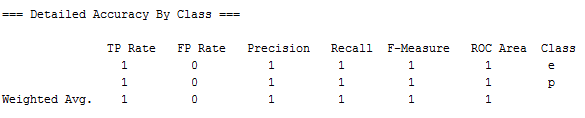 === Detailed Accuracy By Class ===
TP Rate FP Rate Precision Recall F-Measure ROC Area Class
1 0 1 1 1 1 e
1 0 1 1 1 1 p
Weighted Avg. 1 0 1 1 1 1